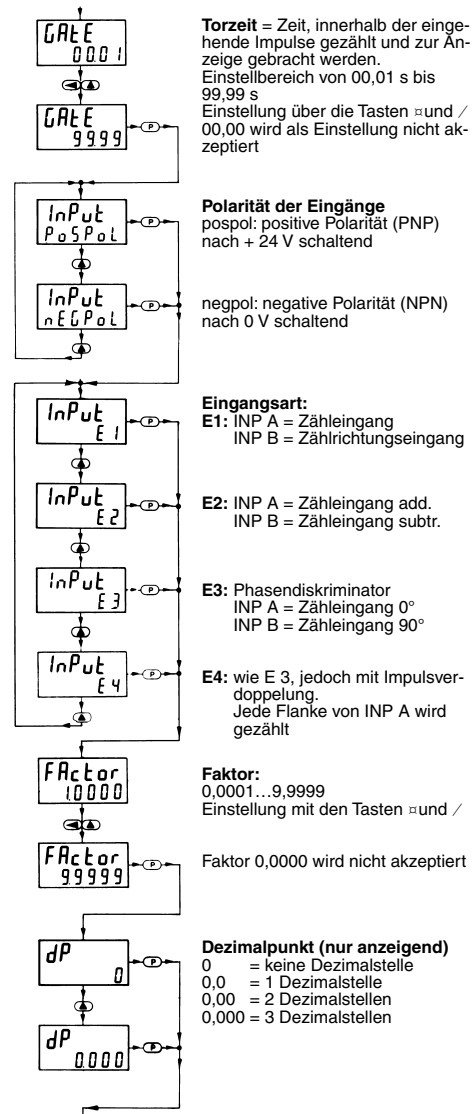 GAtE
00.01
Torzeit = Zeit, innerhalb der einge-
hende Impulse gezählt und zur An-
zeige gebracht werden.
Einstellbereich von 00,01 s bis
99,99 s
Einstellung über die Tasten ¤und ⁄
00,00 wird als Einstellung nicht ak-
zeptiert
GAtE
99.99
P
InPut
PoSPoL
P
Polarität der Eingänge
pospol: positive Polarität (PNP)
nach + 24 V schaltend
InPut
nEGPoL
P
negpol: negative Polarität (NPN)
nach 0 V schaltend
InPut
E 1
P
Eingangsart:
E1: INP A = Zähleingang
INP B = Zählrichtungseingang
InPut
E 2
P
E2: INP A = Zähleingang add.
INP B = Zähleingang subtr.
InPut
E 3
P
E3: Phasendiskriminator
INP A = Zähleingang 0°
INP B = Zähleingang 90°
InPut
E 4
P
E4: wie E 3, jedoch mit Impulsver-
doppelung.
Jede Flanke von INP A wird
gezählt
FActor
1.0000
Faktor:
0,0001...9,9999
Einstellung mit den Tasten ¤und ⁄
FActor
9.9999
P
Faktor 0,0000 wird nicht akzeptiert
dP
0
P
Dezimalpunkt (nur anzeigend)
0 = keine Dezimalstelle
0,0 = 1 Dezimalstelle
0,00 = 2 Dezimalstellen
0,000 = 3 Dezimalstellen
dP
0.000
P